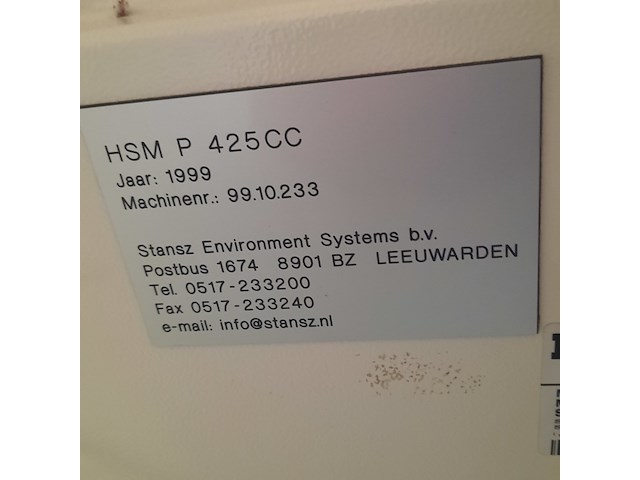 HSM P 425CC
Jaar: 1999
Machinenr.: 99.10.233
Stansz Environment Systems b.v.
Postbus 1674 8901 BZ LEEUWARDEN
Tel. 0517-233200
Fax 0517-233240
e-mail: info@stansz.nl